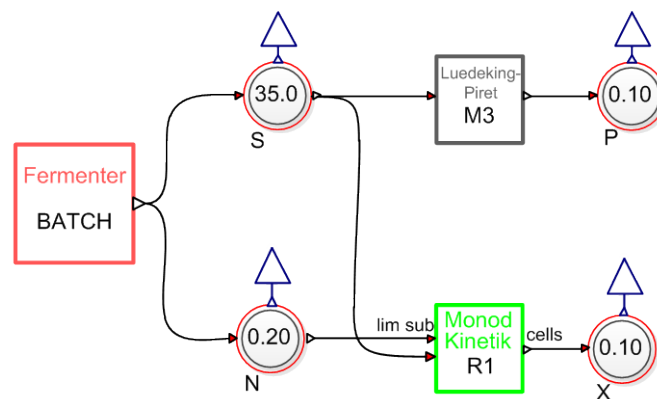 35.0
S
Luedeking-
Piret
M3
0.10
P
Fermenter
BATCH
0.20
N
lim sub
Monod
Kinetik
R1
cells
0.10
X